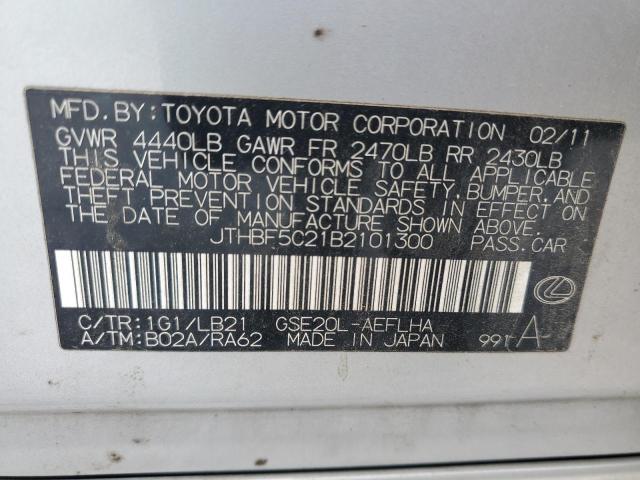 MFD. BY: TOYOTA MOTOR CORPORATION 02/11
GVWR 4440LB GAWR FR 2470LB RR 2430LB
THIS VEHICLE CONFORMS TO ALL APPLICABLE
FEDERAL MOTOR VEHICLE SAFETY, BUMPER, AND
THEFT PREVENTION STANDARDS IN EFFECT ON
THE DATE OF MANUFACTURE SHOWN ABOVE.
JTHBF5C21B2101300 PASS. CAR
C/TR: 1G1/LB21 GSE20L-AEFLHA
A/TM: B02A/RA62 MADE IN JAPAN 991 A